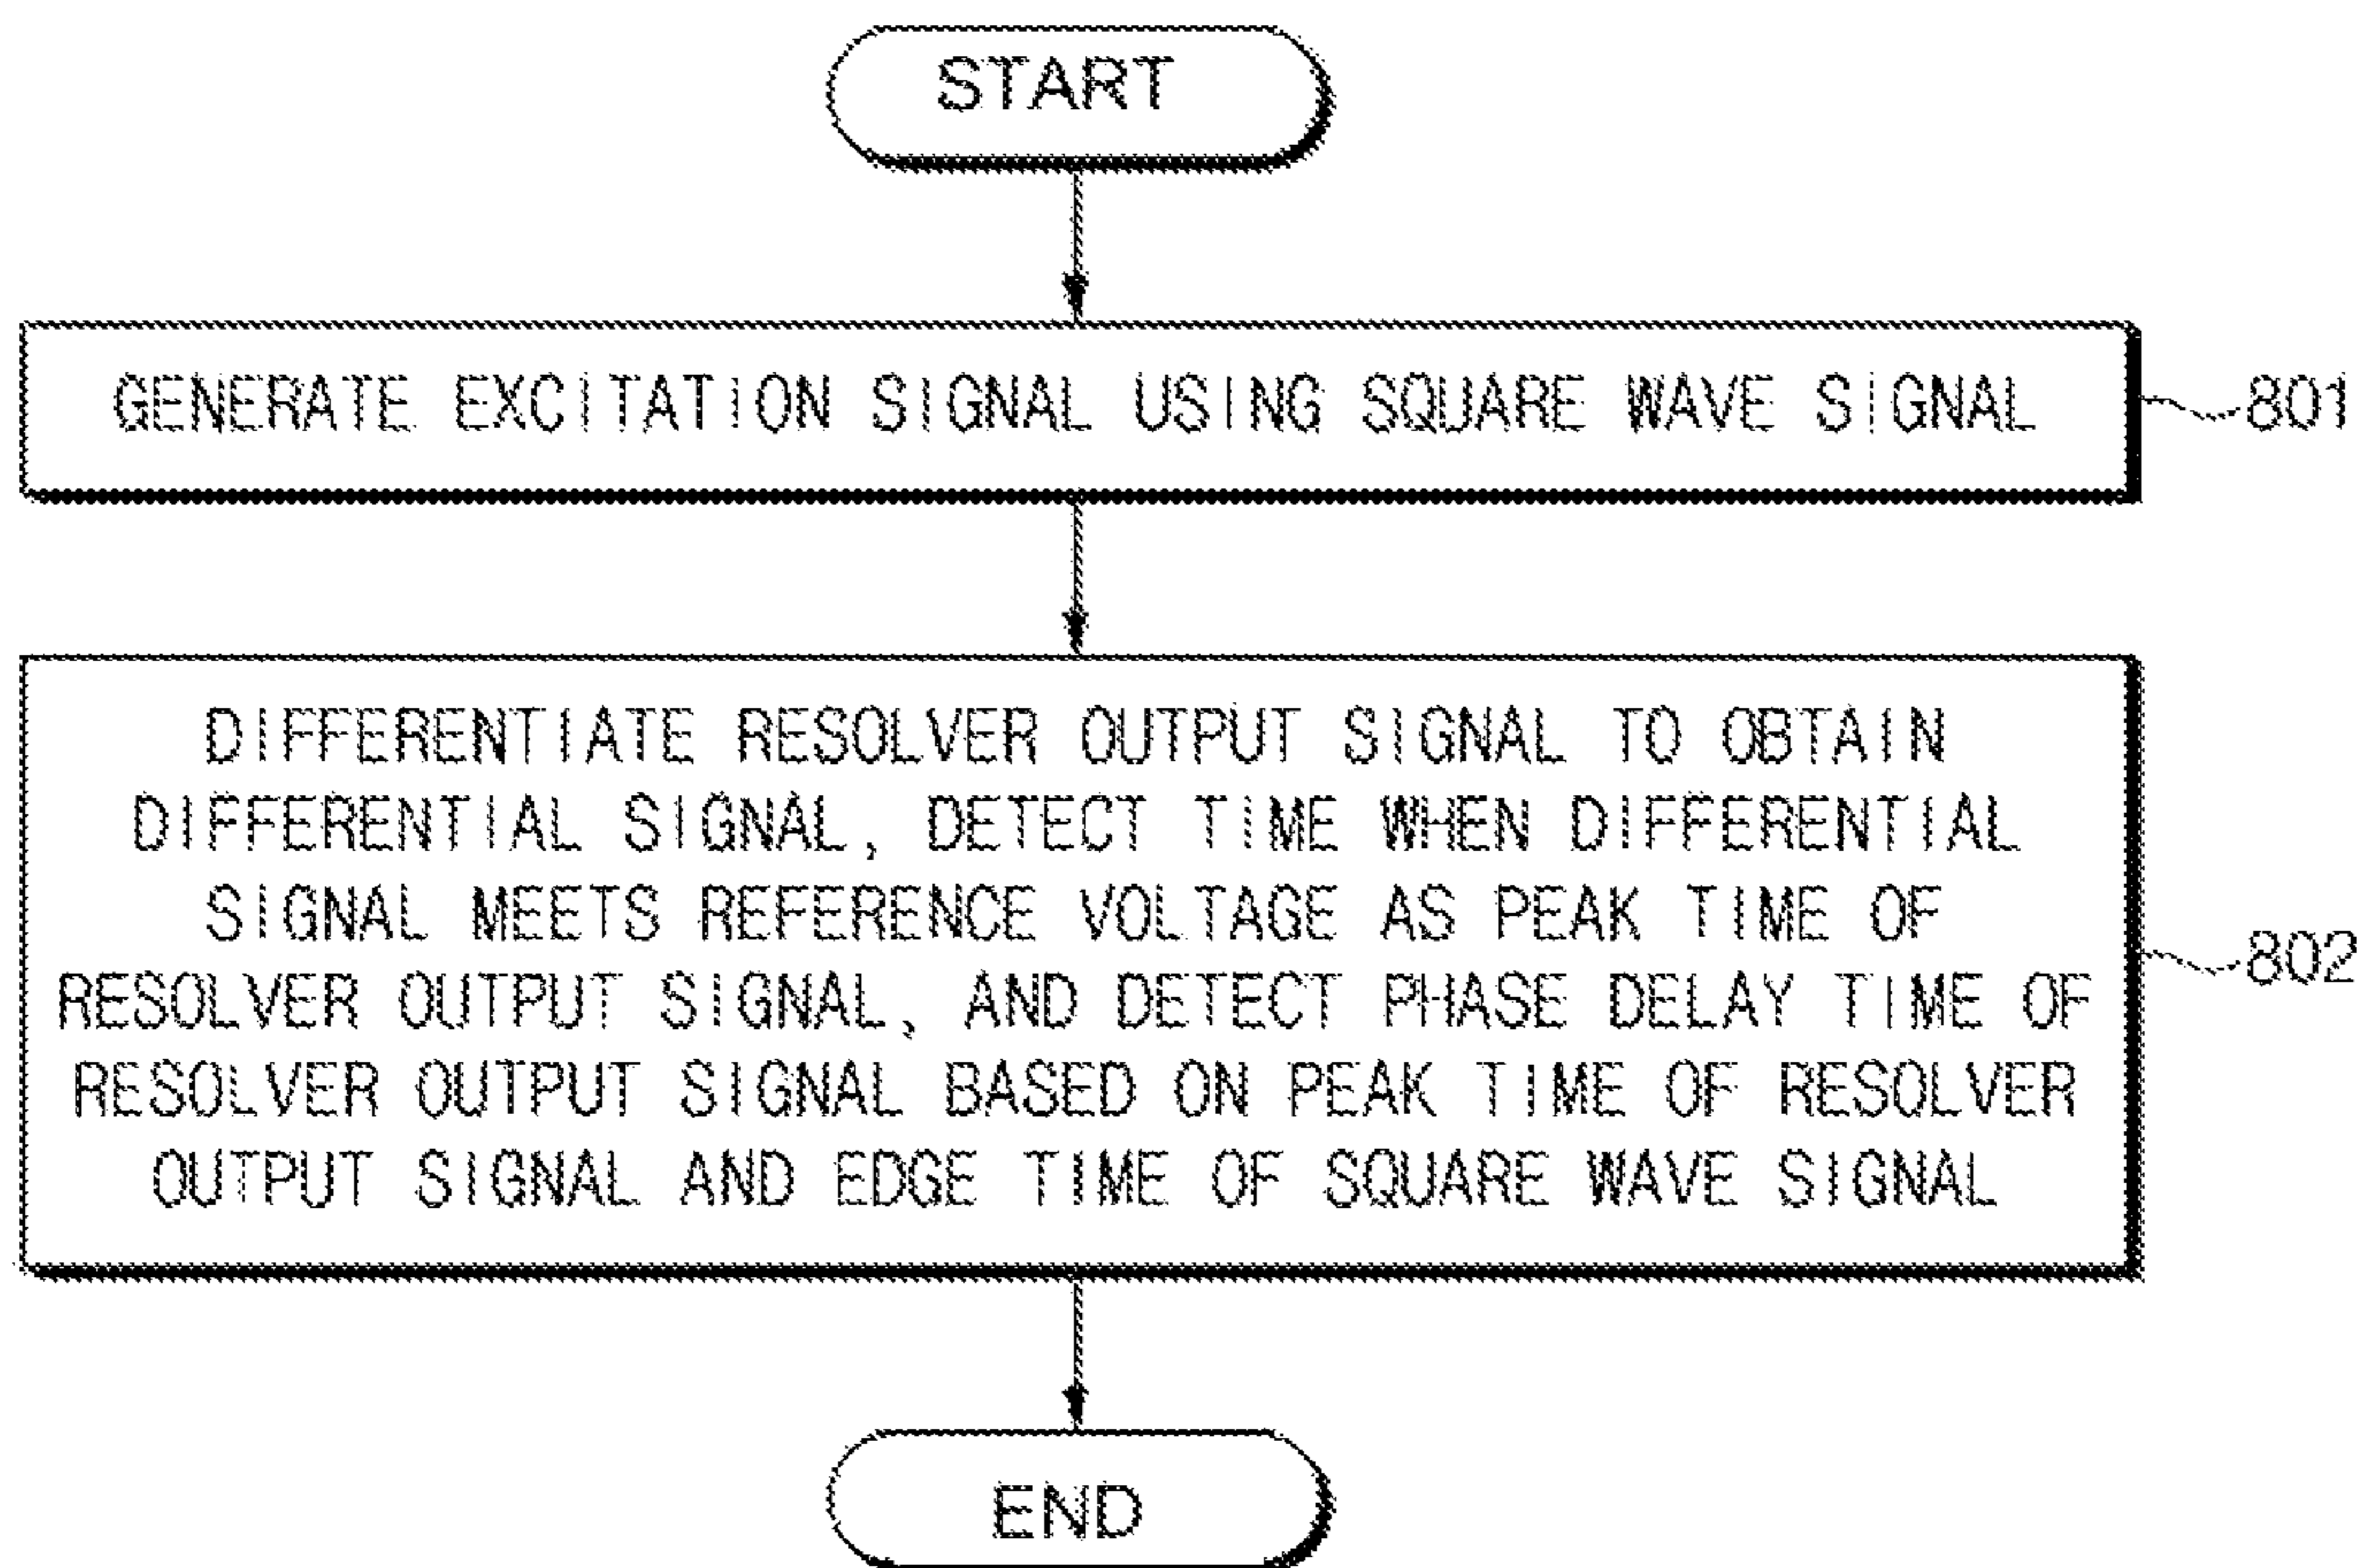 START
GENERATE EXCITATION SIGNAL USING SQUARE WAVE SIGNAL
801
DIFFERENTIATE RESOLVER OUTPUT SIGNAL TO OBTAIN
DIFFERENTIAL SIGNAL, DETECT TIME WHEN DIFFERENTIAL
SIGNAL MEETS REFERENCE VOLTAGE AS PEAK TIME OF
RESOLVER OUTPUT SIGNAL, AND DETECT PHASE DELAY TIME OF
RESOLVER OUTPUT SIGNAL BASED ON PEAK TIME OF RESOLVER
OUTPUT SIGNAL AND EDGE TIME OF SQUARE WAVE SIGNAL
802
END